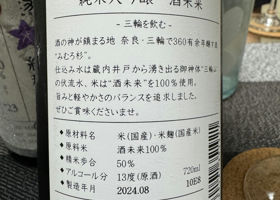 純米大吟醸 酒未来
- 三輪を飲む -
酒の神が鎮まる地 奈良・三輪で360有余年醸す
“みむろ杉”
仕込み水は蔵内井戸から湧き出る御神体“三輪山”
の伏流水、米は“酒未来”を100%使用。
旨みと軽やかさのバランスを追求しました。
ぜひご賞味くださいませ。
◆原材料名 米(国産)・米麹(国産米)
◆原料米 酒未来100%
◆精米歩合 50%
◆アルコール分 13度(原酒) 720ml
◆製造年月 2024.08 10E8